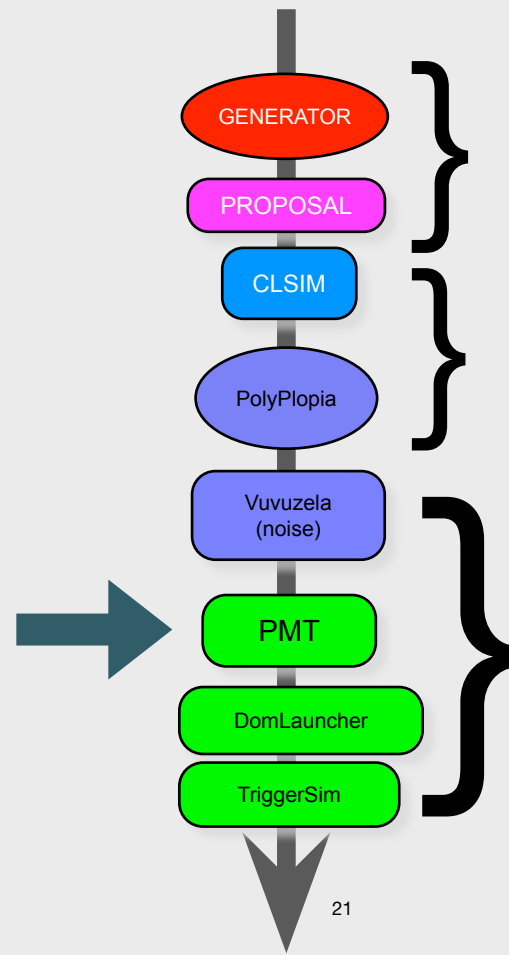 GENERATOR
PROPOSAL
CLSIM
PolyPlopia
Vuvuzela
(noise)
PMT
DomLauncher
TriggerSim
21